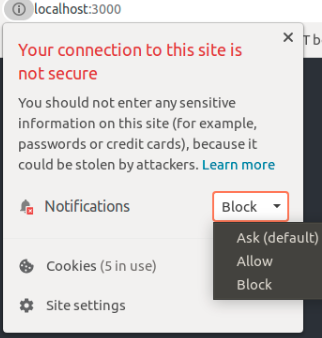 localhost:3000
Your connection to this site is
not secure
You should not enter any sensitive
information on this site (for example,
passwords or credit cards), because it
could be stolen by attackers. Learn more
Notifications
Block
Ask (default)
Allow
Block
Cookies (5 in use)
Site settings